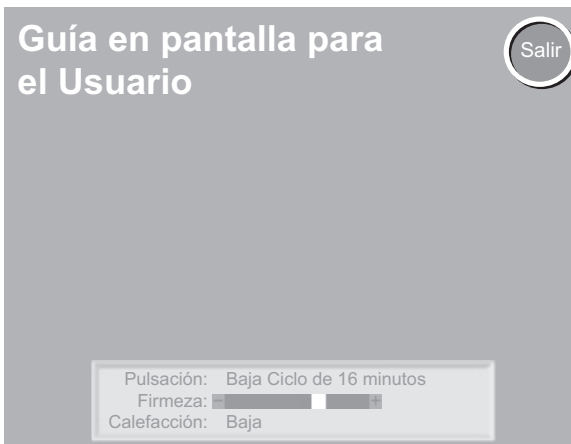 Guía en pantalla para
el Usuario
Salir
Pulsación: Baja Ciclo de 16 minutos
Firmeza: - +
Calefacción: Baja